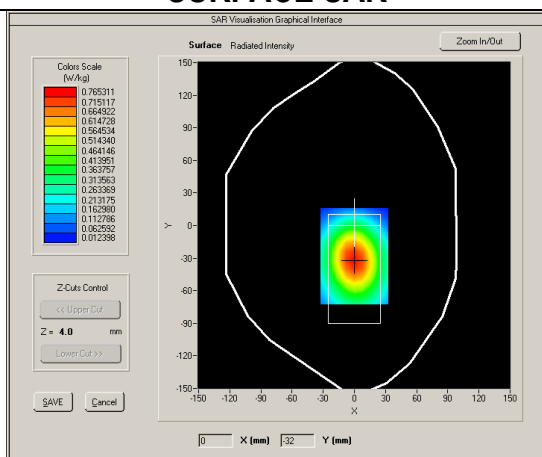 SAR Visualisation Graphical Interface
Surface Radiated Intensity
Zoom In/Out
Colors Scale
(W/kg)
0.765311
0.715117
0.664922
0.614728
0.564534
0.514340
0.464146
0.413951
0.363757
0.313563
0.263369
0.213175
0.162980
0.112786
0.062592
0.012398
Z-Cuts Control
<< Upper Cut
Z = 4.0 mm
Lower Cut >>
SAVE Cancel
150-
120-
90-
60-
30-
Y 0-
-30-
-60-
-90-
-120-
-150-
-150 -120 -90 -60 -30 0 30 60 90 120 150
X
0 X (mm) -32 Y (mm)